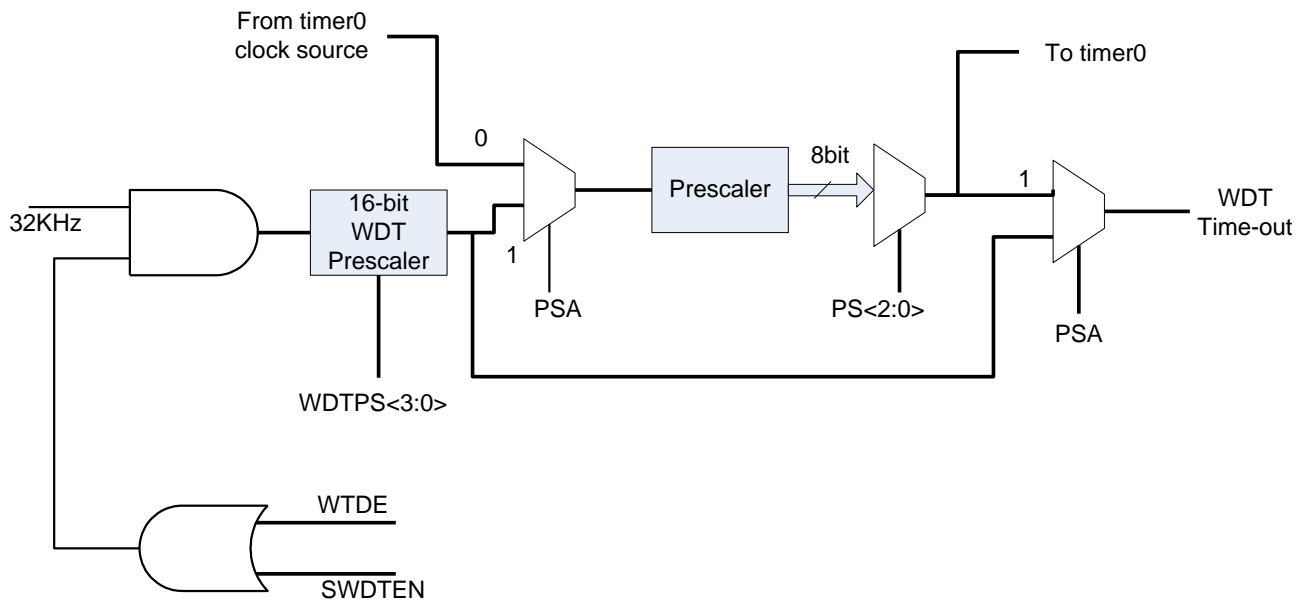 From timer0
clock source
To timer0
0
8bit
1
Prescaler
WDT
Time-out
32KHz
16-bit
WDT
Prescaler
1
PSA
PS<2:0>
PSA
WDTPS<3:0>
WTDE
SWDTEN